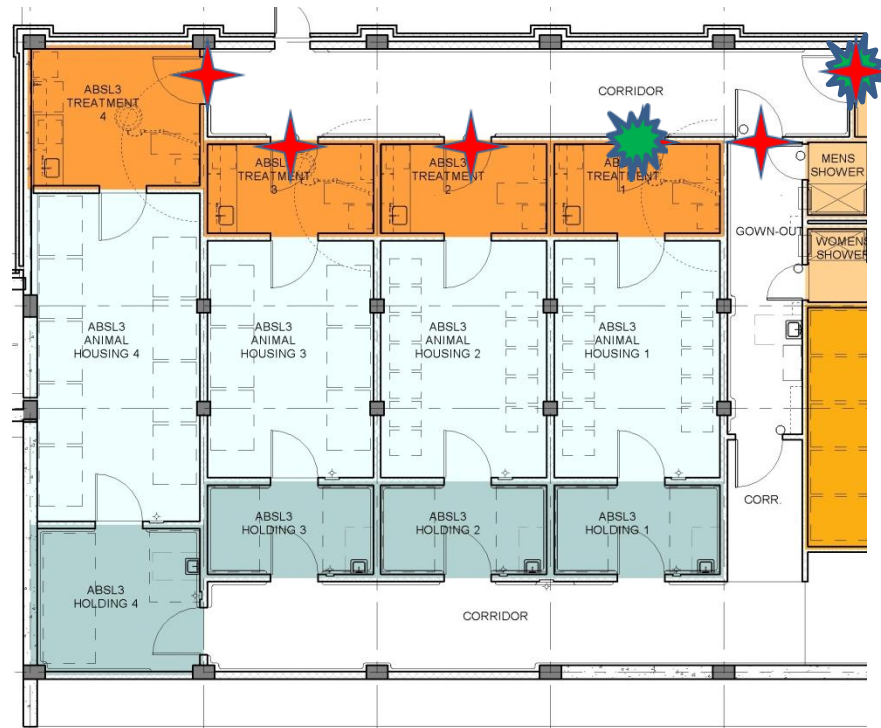 ABSL3
TREATMENT
4
CORRIDOR
ABSL3
TREATMENT
3
ABSL3
TREATMENT
2
ABSL3
TREATMENT
1
MENS
SHOWER
GOWN-OUT
WOMENS
SHOWER
ABSL3
ANIMAL
HOUSING 4
ABSL3
ANIMAL
HOUSING 3
ABSL3
ANIMAL
HOUSING 2
ABSL3
ANIMAL
HOUSING 1
CORR.
ABSL3
HOLDING 3
ABSL3
HOLDING 2
ABSL3
HOLDING 1
ABSL3
HOLDING 4
CORRIDOR